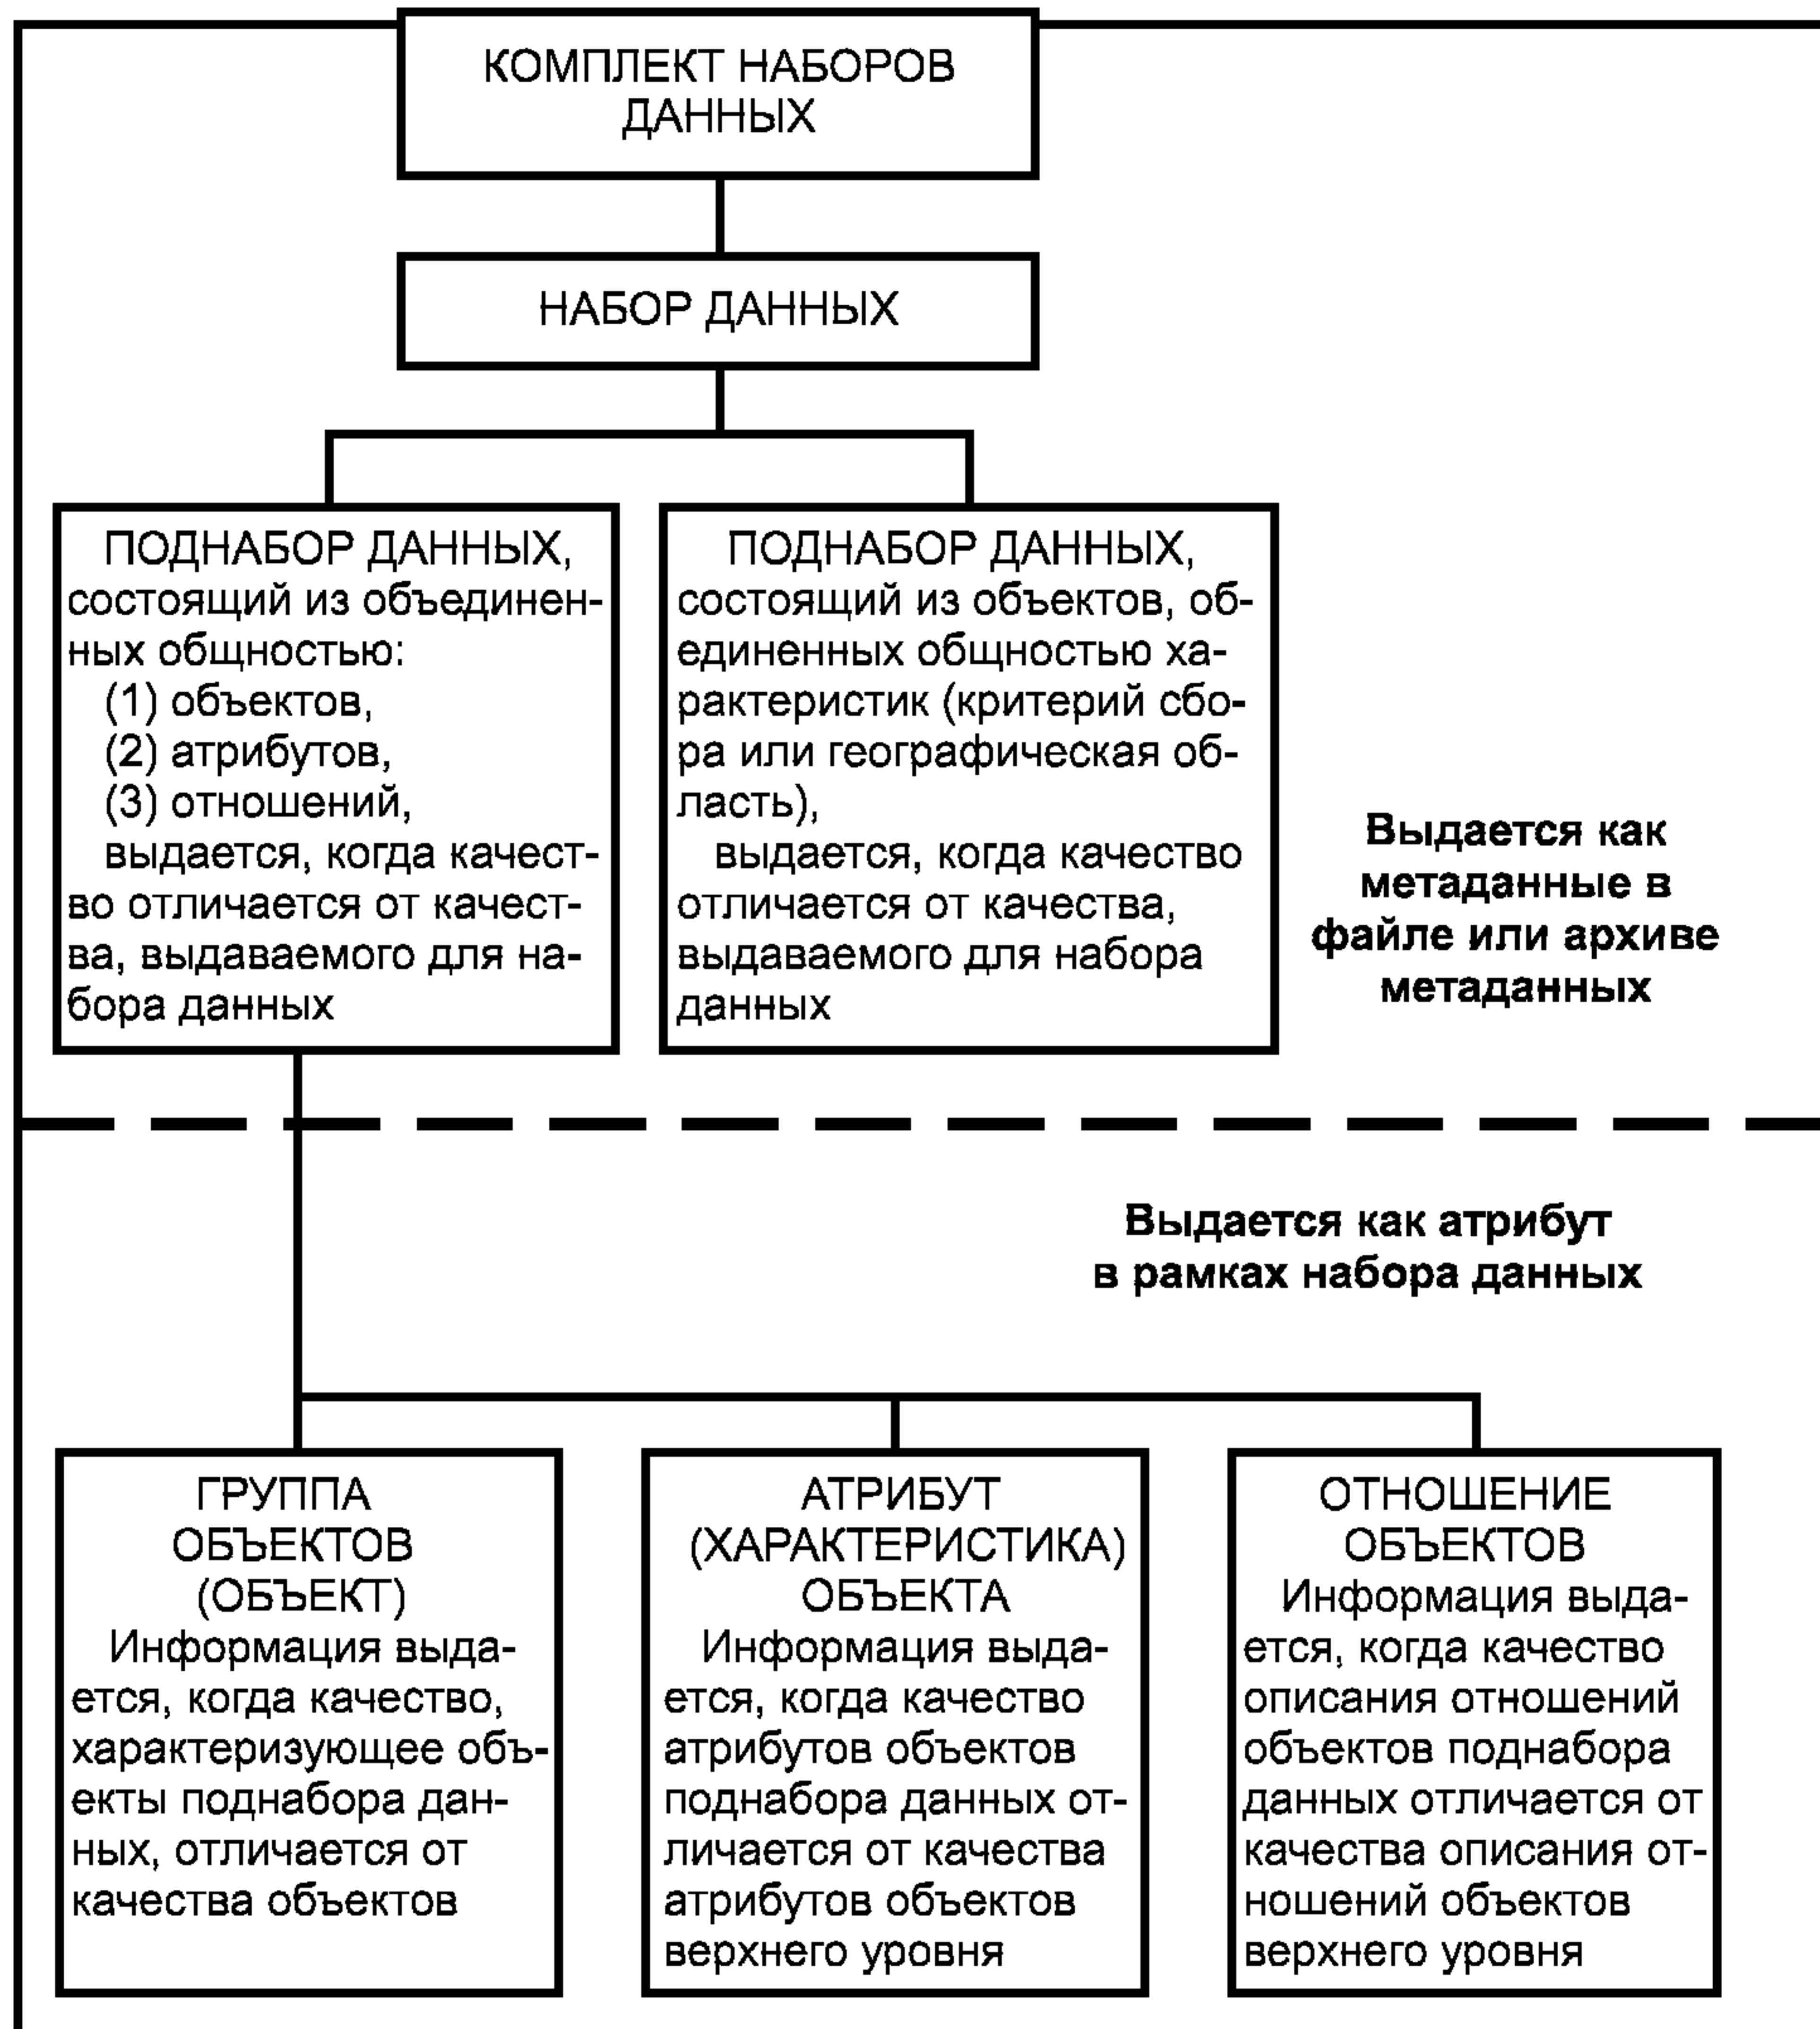 КОМПЛЕКТ НАБОРОВ
ДАННЫХ
НАБОР ДАННЫХ
ПОДНАБОР ДАННЫХ,
состоящий из объединен-
ных общностью:
(1) объектов,
(2) атрибутов,
(3) отношений,
выдается, когда качест-
во отличается от качест-
ва, выдаваемого для на-
бора данных
ПОДНАБОР ДАННЫХ,
состоящий из объектов, об-
единенных общностью ха-
рактеристик (критерий сбо-
ра или географическая об-
ласть),
выдается, когда качество
отличается от качества,
выдаваемого для набора
данных
Выдается как
метаданные в
файле или архиве
метаданных
Выдается как атрибут
в рамках набора данных
ГРУППА
ОБЪЕКТОВ
(ОБЪЕКТ)
Информация выда-
ется, когда качество,
характеризующее объ-
екты поднабора дан-
ных, отличается от
качества объектов
АТРИБУТ
(ХАРАКТЕРИСТИКА)
ОБЪЕКТА
Информация выда-
ется, когда качество
атрибутов объектов
поднабора данных от-
личается от качества
атрибутов объектов
верхнего уровня
ОТНОШЕНИЕ
ОБЪЕКТОВ
Информация выда-
ется, когда качество
описания отношений
объектов поднабора
данных отличается от
качества описания от-
ношений объектов
верхнего уровня